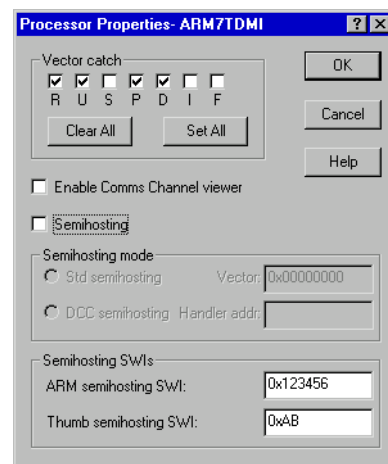 Processor Properties- ARM7TDMI
Vector catch
R U S P D I F
Clear All Set All
OK
Cancel
Help
Enable Comms Channel viewer
Semihosting
Semihosting mode
Std semihosting Vector: 0x00000000
DCC semihosting Handler addr:
Semihosting SWIs
ARM semihosting SWI: 0x123456
Thumb semihosting SWI: 0xAB